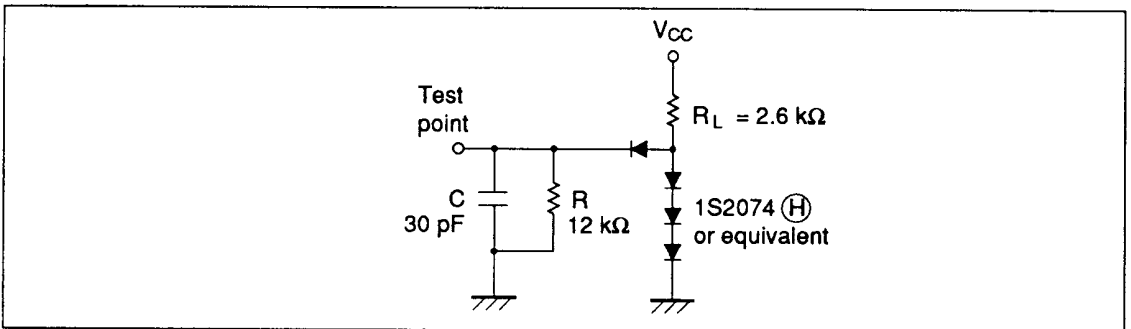 V_CC
Test
point
R_L = 2.6 kΩ
C
30 pF
R
12 kΩ
1S2074 Ⓗ
or equivalent